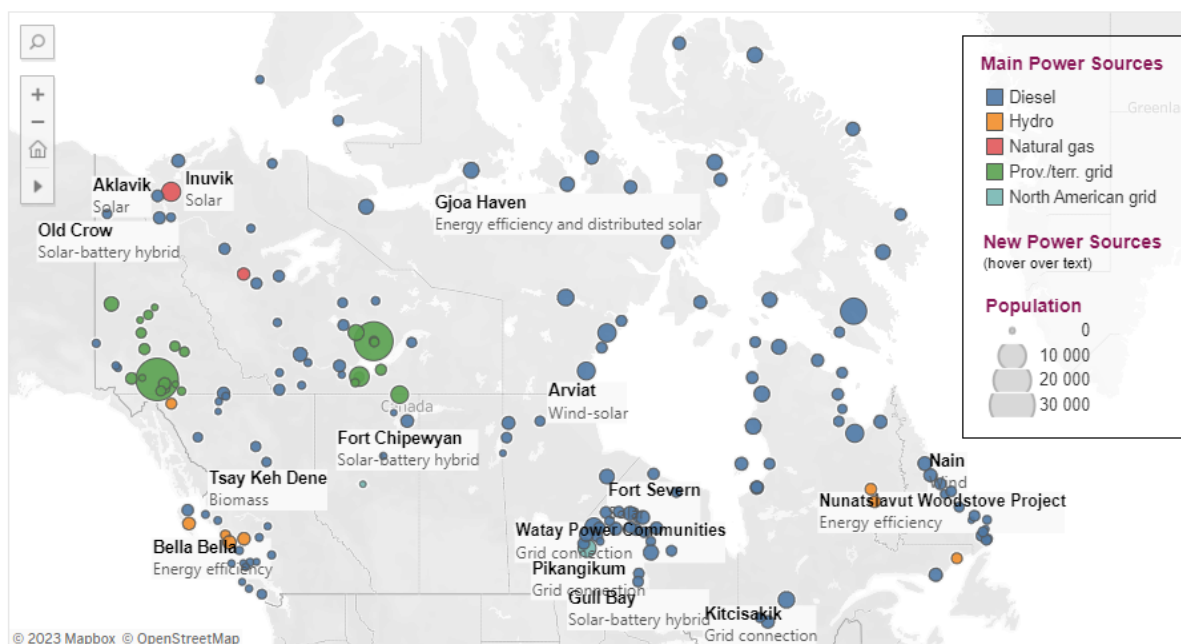 Main Power Sources
Diesel
Hydro
Natural gas
Prov./terr. grid
North American grid
New Power Sources
(hover over text)
Population
0
10 000
20 000
30 000
Greenla
Aklavik
Solar
Inuvik
Solar
Old Crow
Solar-battery hybrid
Gjoa Haven
Energy efficiency and distributed solar
Arviat
Wind-solar
Canada
Fort Chipewyan
Solar-battery hybrid
Tsay Keh Dene
Biomass
Fort Severn
Nain
Wind
Nunatsiavut Woodstove Project
Energy efficiency
Bella Bella
Energy efficiency
Watay Power Communities
Grid connection
Pikangikum
Grid connection
Gull Bay
Solar-battery hybrid
Kitcisakik
Grid connection
© 2023 Mapbox © OpenStreetMap